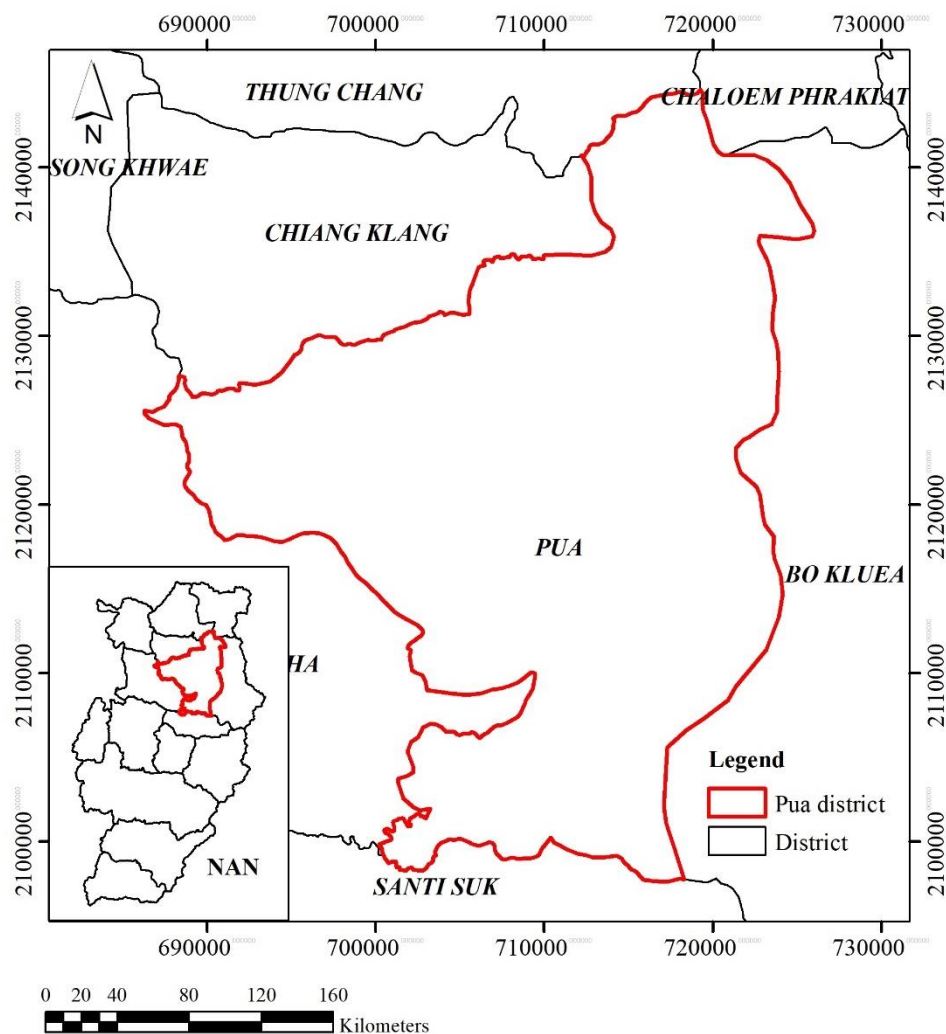 690000 700000 710000 720000 730000
THUNG CHANG
CHALOEM PHRAKIAT
N
SONG KHWAE
2140000 2140000
CHIANG KLANG
2130000 2130000
2120000 2120000
PUA
BO KLUEA
HA
2110000 2110000
Legend
Pua district
District
2100000 2100000
NAN
SANTI SUK
690000 700000 710000 720000 730000
0 20 40 80 120 160
Kilometers